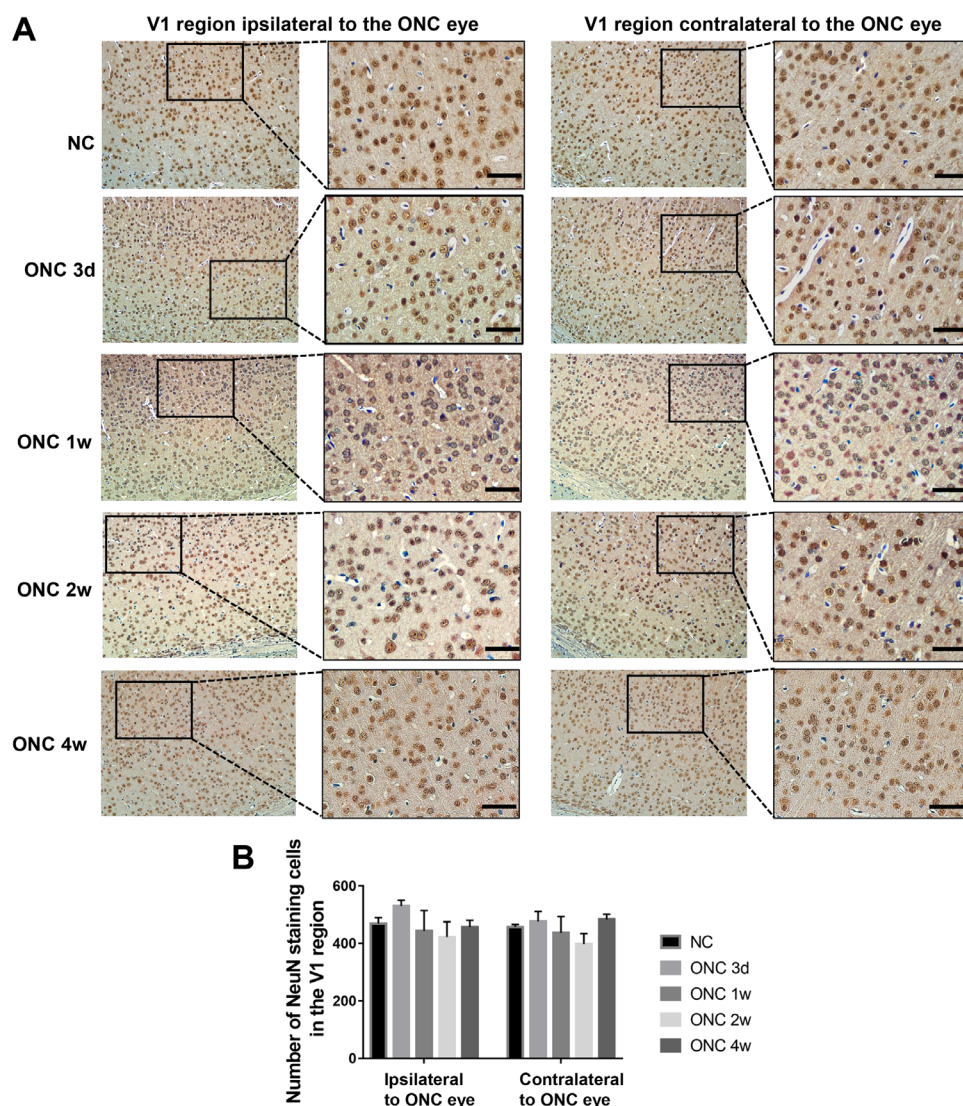 A
V1 region ipsilateral to the ONC eye
V1 region contralateral to the ONC eye
NC
ONC 3d
ONC 1w
ONC 2w
ONC 4w
B
Number of NeuN staining cells
in the V1 region
600
400
200
0
Ipsilateral
to ONC eye
Contralateral
to ONC eye
NC
ONC 3d
ONC 1w
ONC 2w
ONC 4w